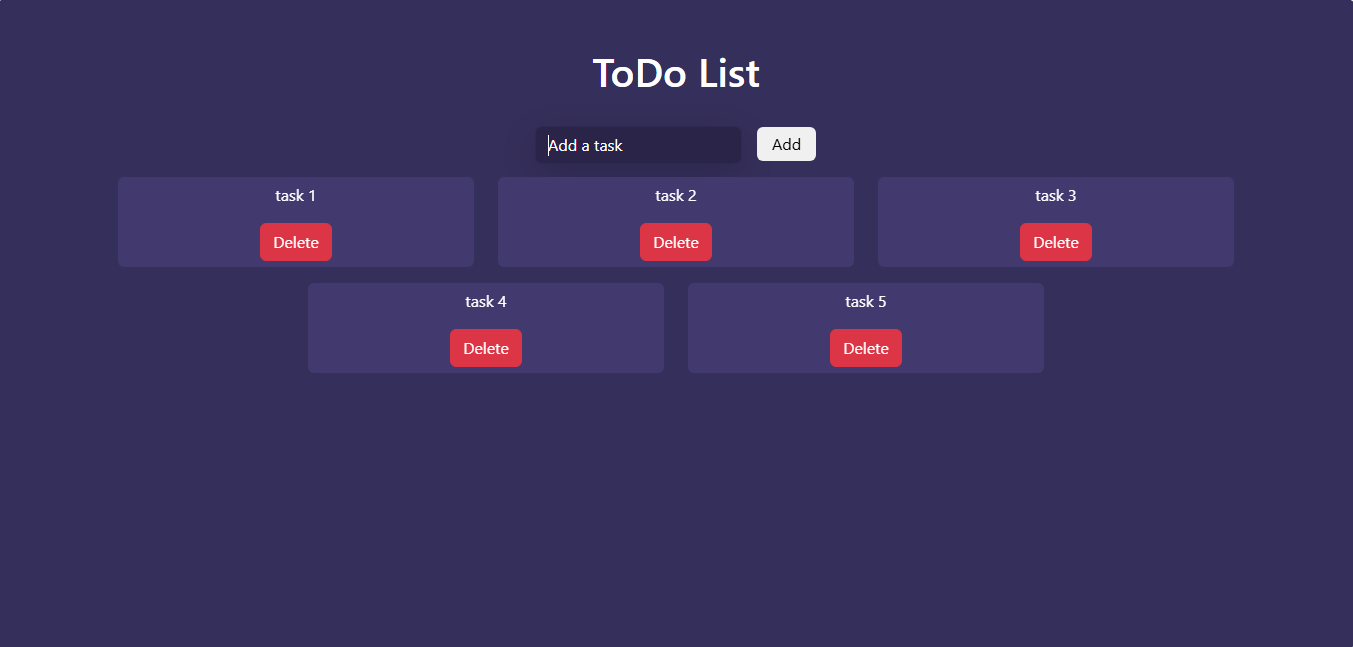 ToDo List
Add a task Add
task 1 task 2 task 3
Delete Delete Delete
task 4 task 5
Delete Delete